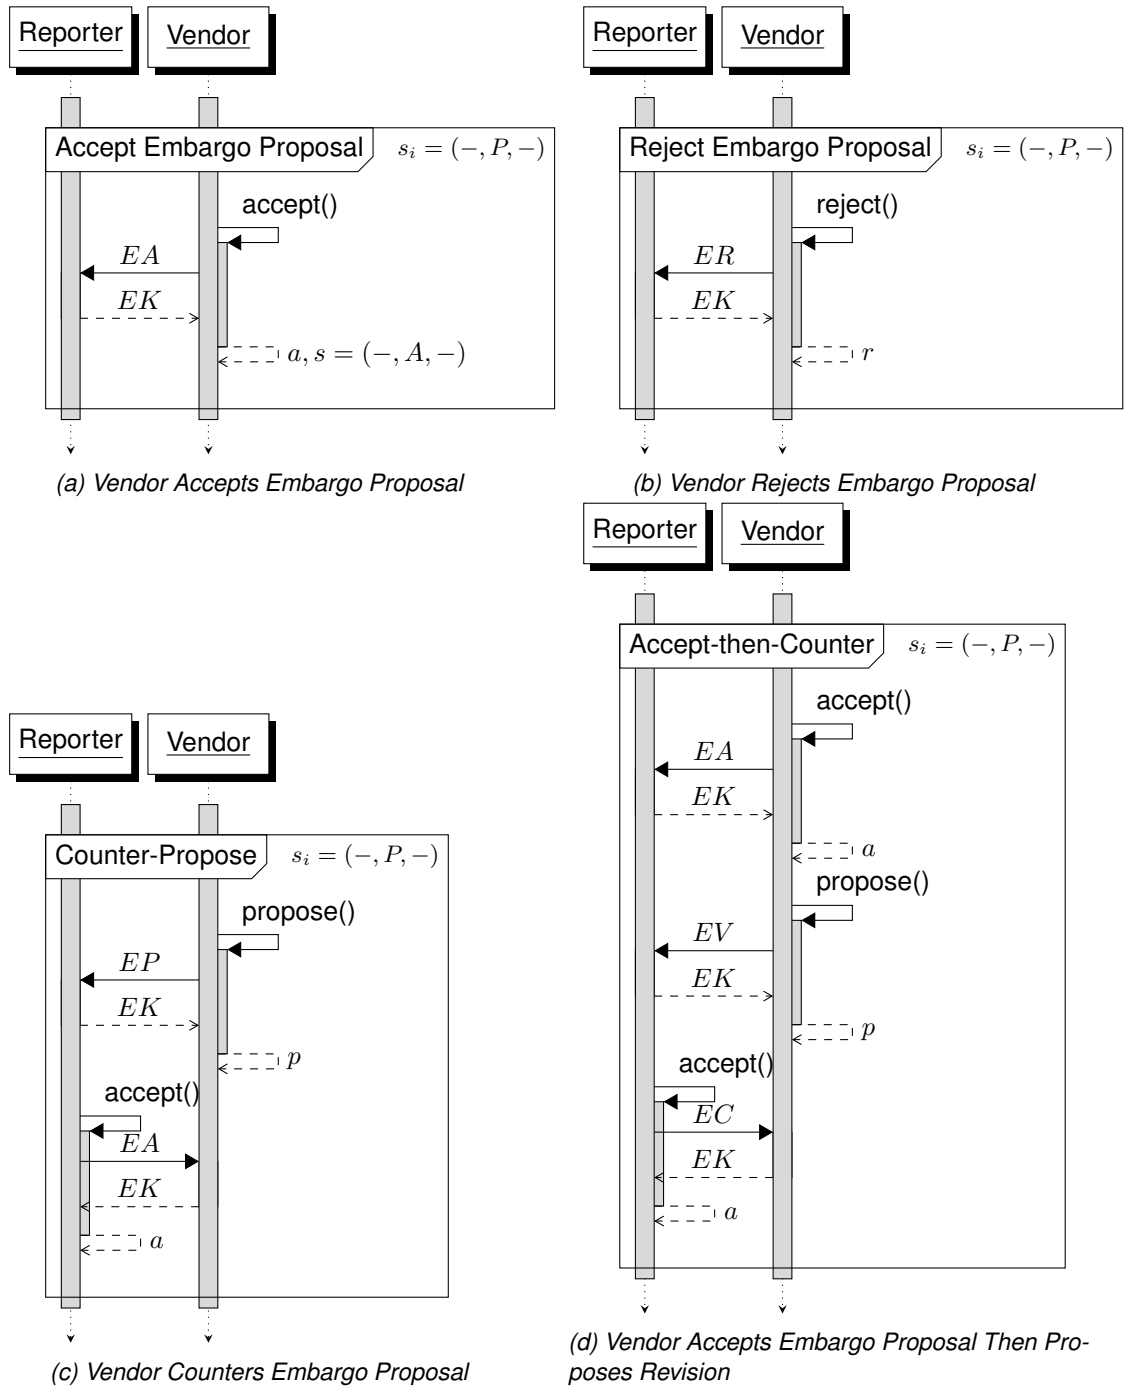 Reporter Vendor
Accept Embargo Proposal s_i = (−, P, −)
accept()
EA
EK
a, s = (−, A, −)
(a) Vendor Accepts Embargo Proposal
Reporter Vendor
Reject Embargo Proposal s_i = (−, P, −)
reject()
ER
EK
r
(b) Vendor Rejects Embargo Proposal
Reporter Vendor
Counter-Propose s_i = (−, P, −)
propose()
EP
EK
p
accept()
EA
EK
a
(c) Vendor Counters Embargo Proposal
Reporter Vendor
Accept-then-Counter s_i = (−, P, −)
accept()
EA
EK
a
propose()
EV
EK
p
accept()
EC
EK
a
(d) Vendor Accepts Embargo Proposal Then Pro-
poses Revision